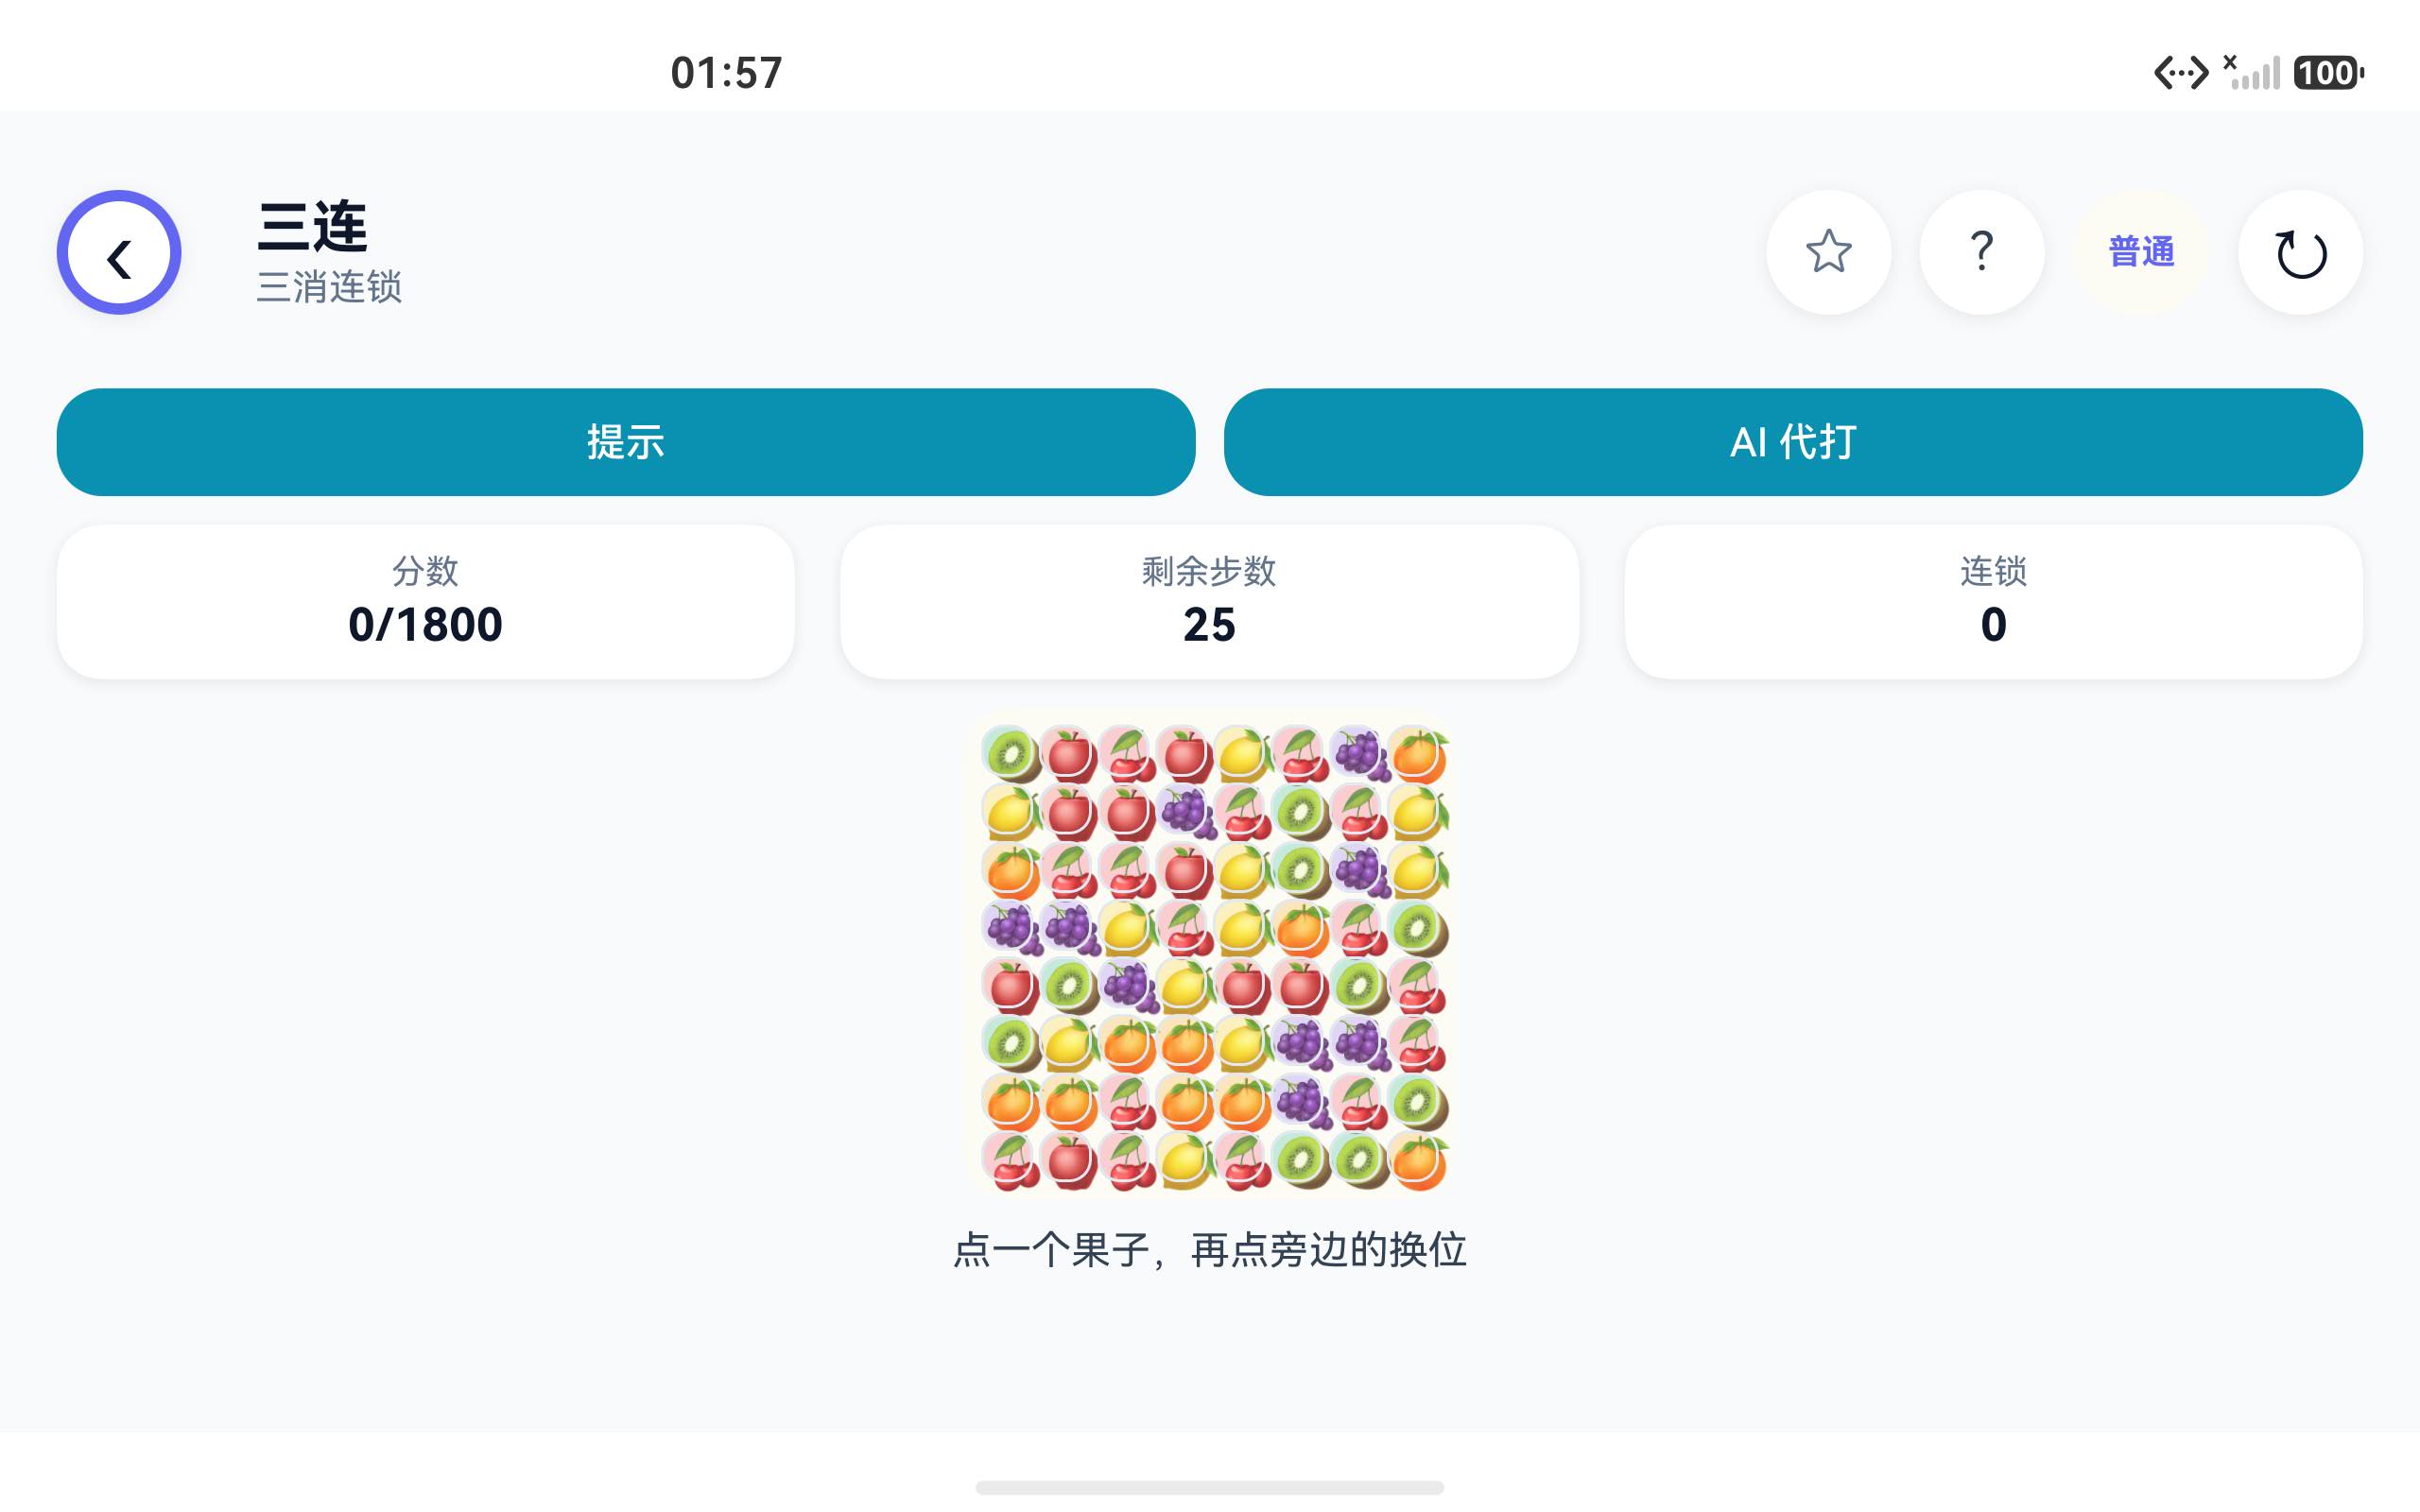 01:57
100
三连
三消连锁
?
普通
提示
AI 代打
分数
0/1800
剩余步数
25
连锁
0
点一个果子，再点旁边的换位